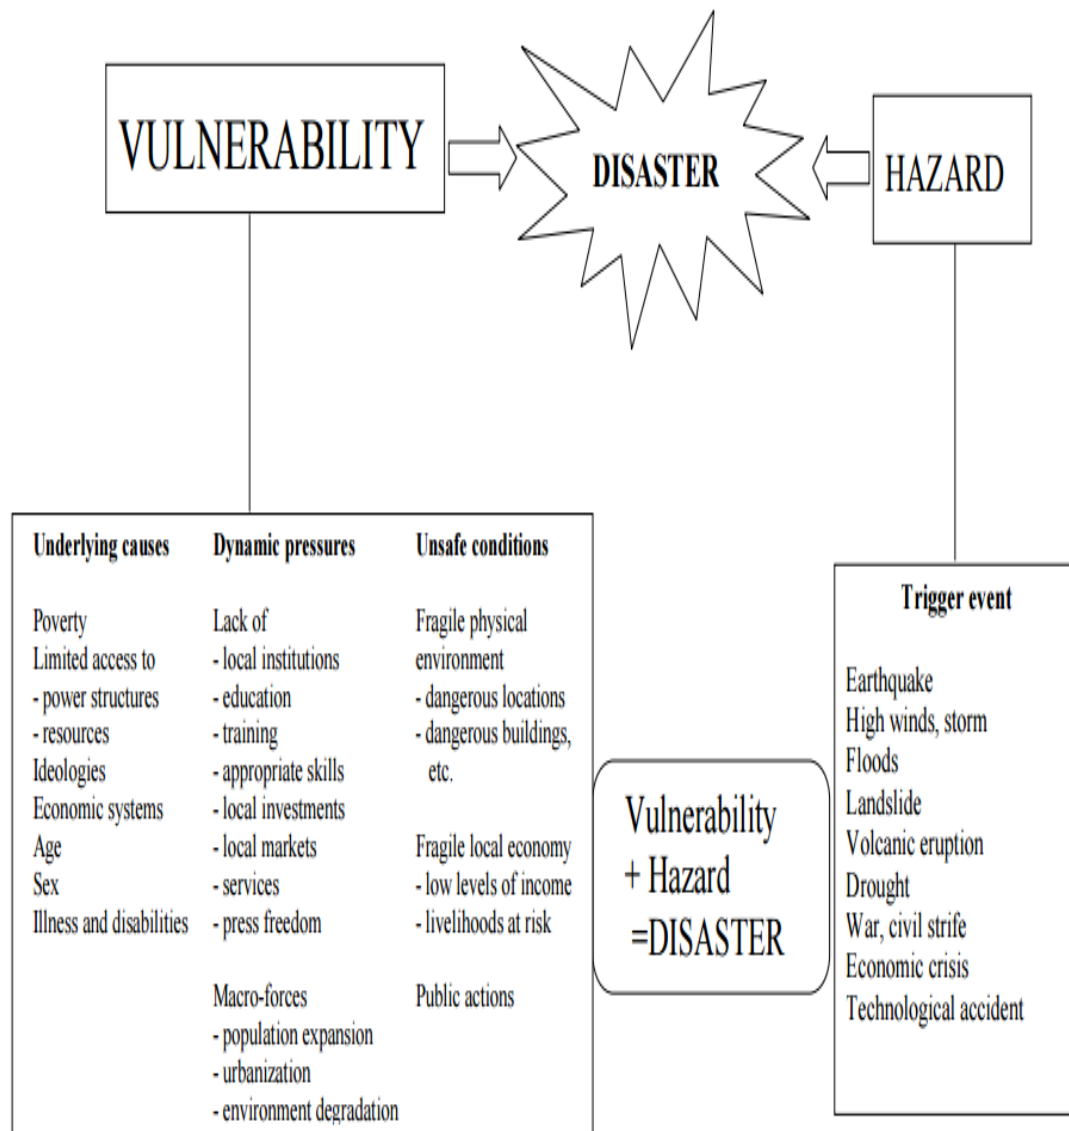 VULNERABILITY
DISASTER
HAZARD
Underlying causes
Poverty
Limited access to
- power structures
- resources
Ideologies
Economic systems
Age
Sex
Illness and disabilities
Dynamic pressures
Lack of
- local institutions
- education
- training
- appropriate skills
- local investments
- local markets
- services
- press freedom
Macro-forces
- population expansion
- urbanization
- environment degradation
Unsafe conditions
Fragile physical
environment
- dangerous locations
- dangerous buildings,
etc.
Fragile local economy
- low levels of income
- livelihoods at risk
Public actions
Vulnerability
+ Hazard
=DISASTER
Trigger event
Earthquake
High winds, storm
Floods
Landslide
Volcanic eruption
Drought
War, civil strife
Economic crisis
Technological accident